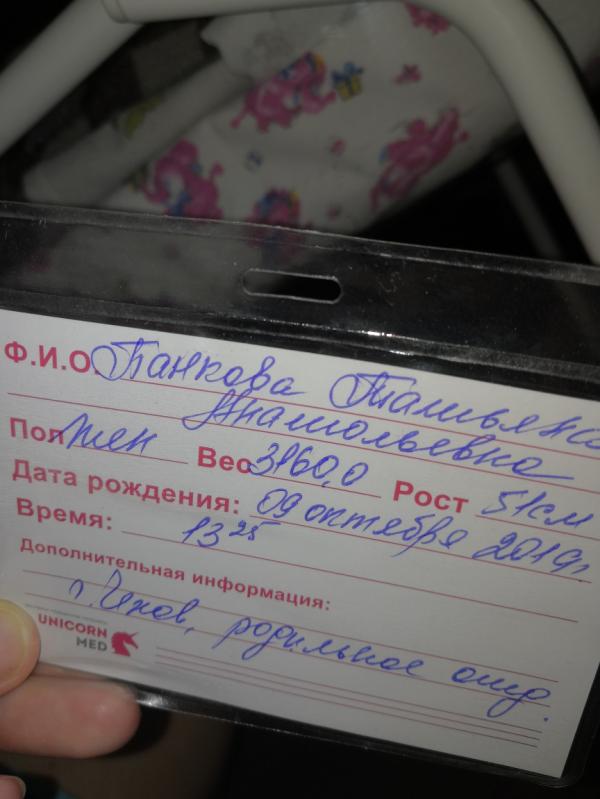 Ф.И.О. Панкова Татьяна
Анатольевна
Пол жен Вес 3160,0 Рост 51см
Дата рождения: 09 октября 2019г.
Время: 13 25
Дополнительная информация:
г. Чехов, родильное отд.
UNICORN
MED